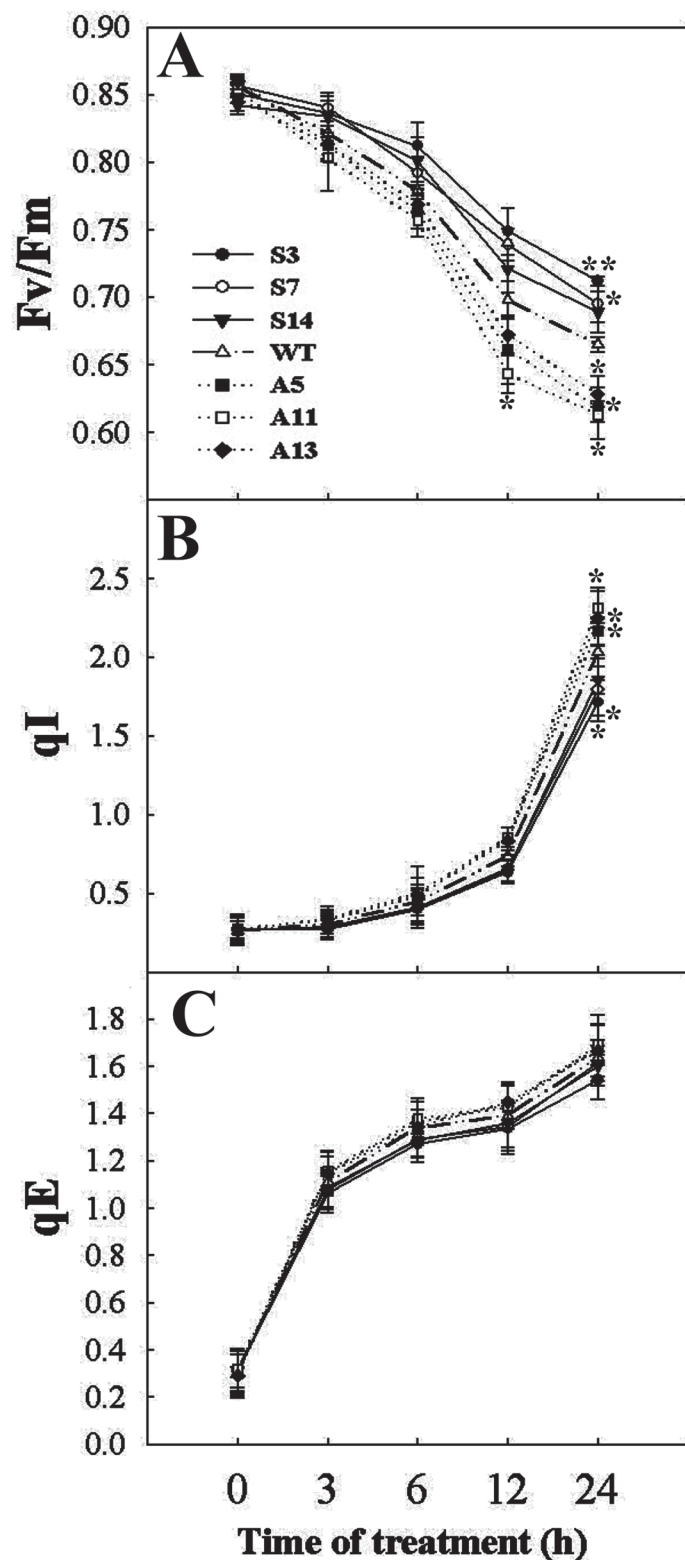 A
Fv/Fm
0.90
0.85
0.80
0.75
0.70
0.65
0.60
S3
S7
S14
WT
A5
A11
A13
**
*
*
*
*
*
B
qI
2.5
2.0
1.5
1.0
0.5
*
*
*
*
*
C
qE
1.8
1.6
1.4
1.2
1.0
0.8
0.6
0.4
0.2
0.0
0 3 6 12 24
Time of treatment (h)